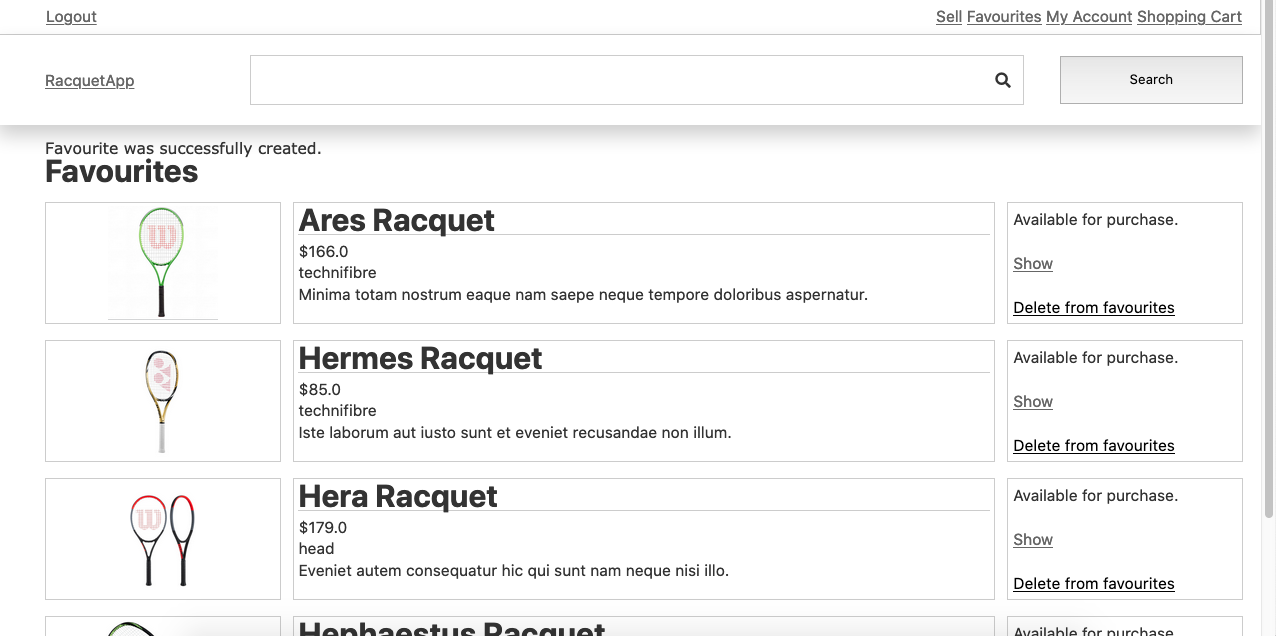 Logout
Sell Favourites My Account Shopping Cart
RacquetApp
Search
Favourite was successfully created.
Favourites
W
Ares Racquet
$166.0
technifibre
Minima totam nostrum eaque nam saepe neque tempore doloribus aspernatur.
Available for purchase.
Show
Delete from favourites
Hermes Racquet
$85.0
technifibre
Iste laborum aut iusto sunt et eveniet recusandae non illum.
Available for purchase.
Show
Delete from favourites
W
Hera Racquet
$179.0
head
Eveniet autem consequatur hic qui sunt nam neque nisi illo.
Available for purchase.
Show
Delete from favourites
Hephaestus Racquet
Available for purchase.